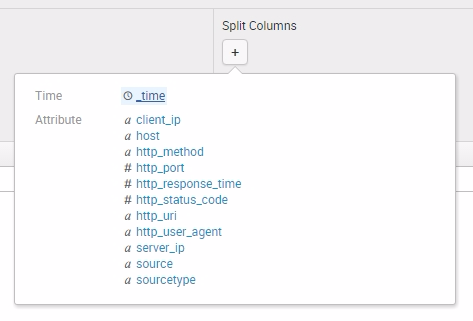 Split Columns
+
Time _time
Attribute a client_ip
a host
a http_method
# http_port
# http_response_time
# http_status_code
a http_uri
a http_user_agent
a server_ip
a source
a sourcetype